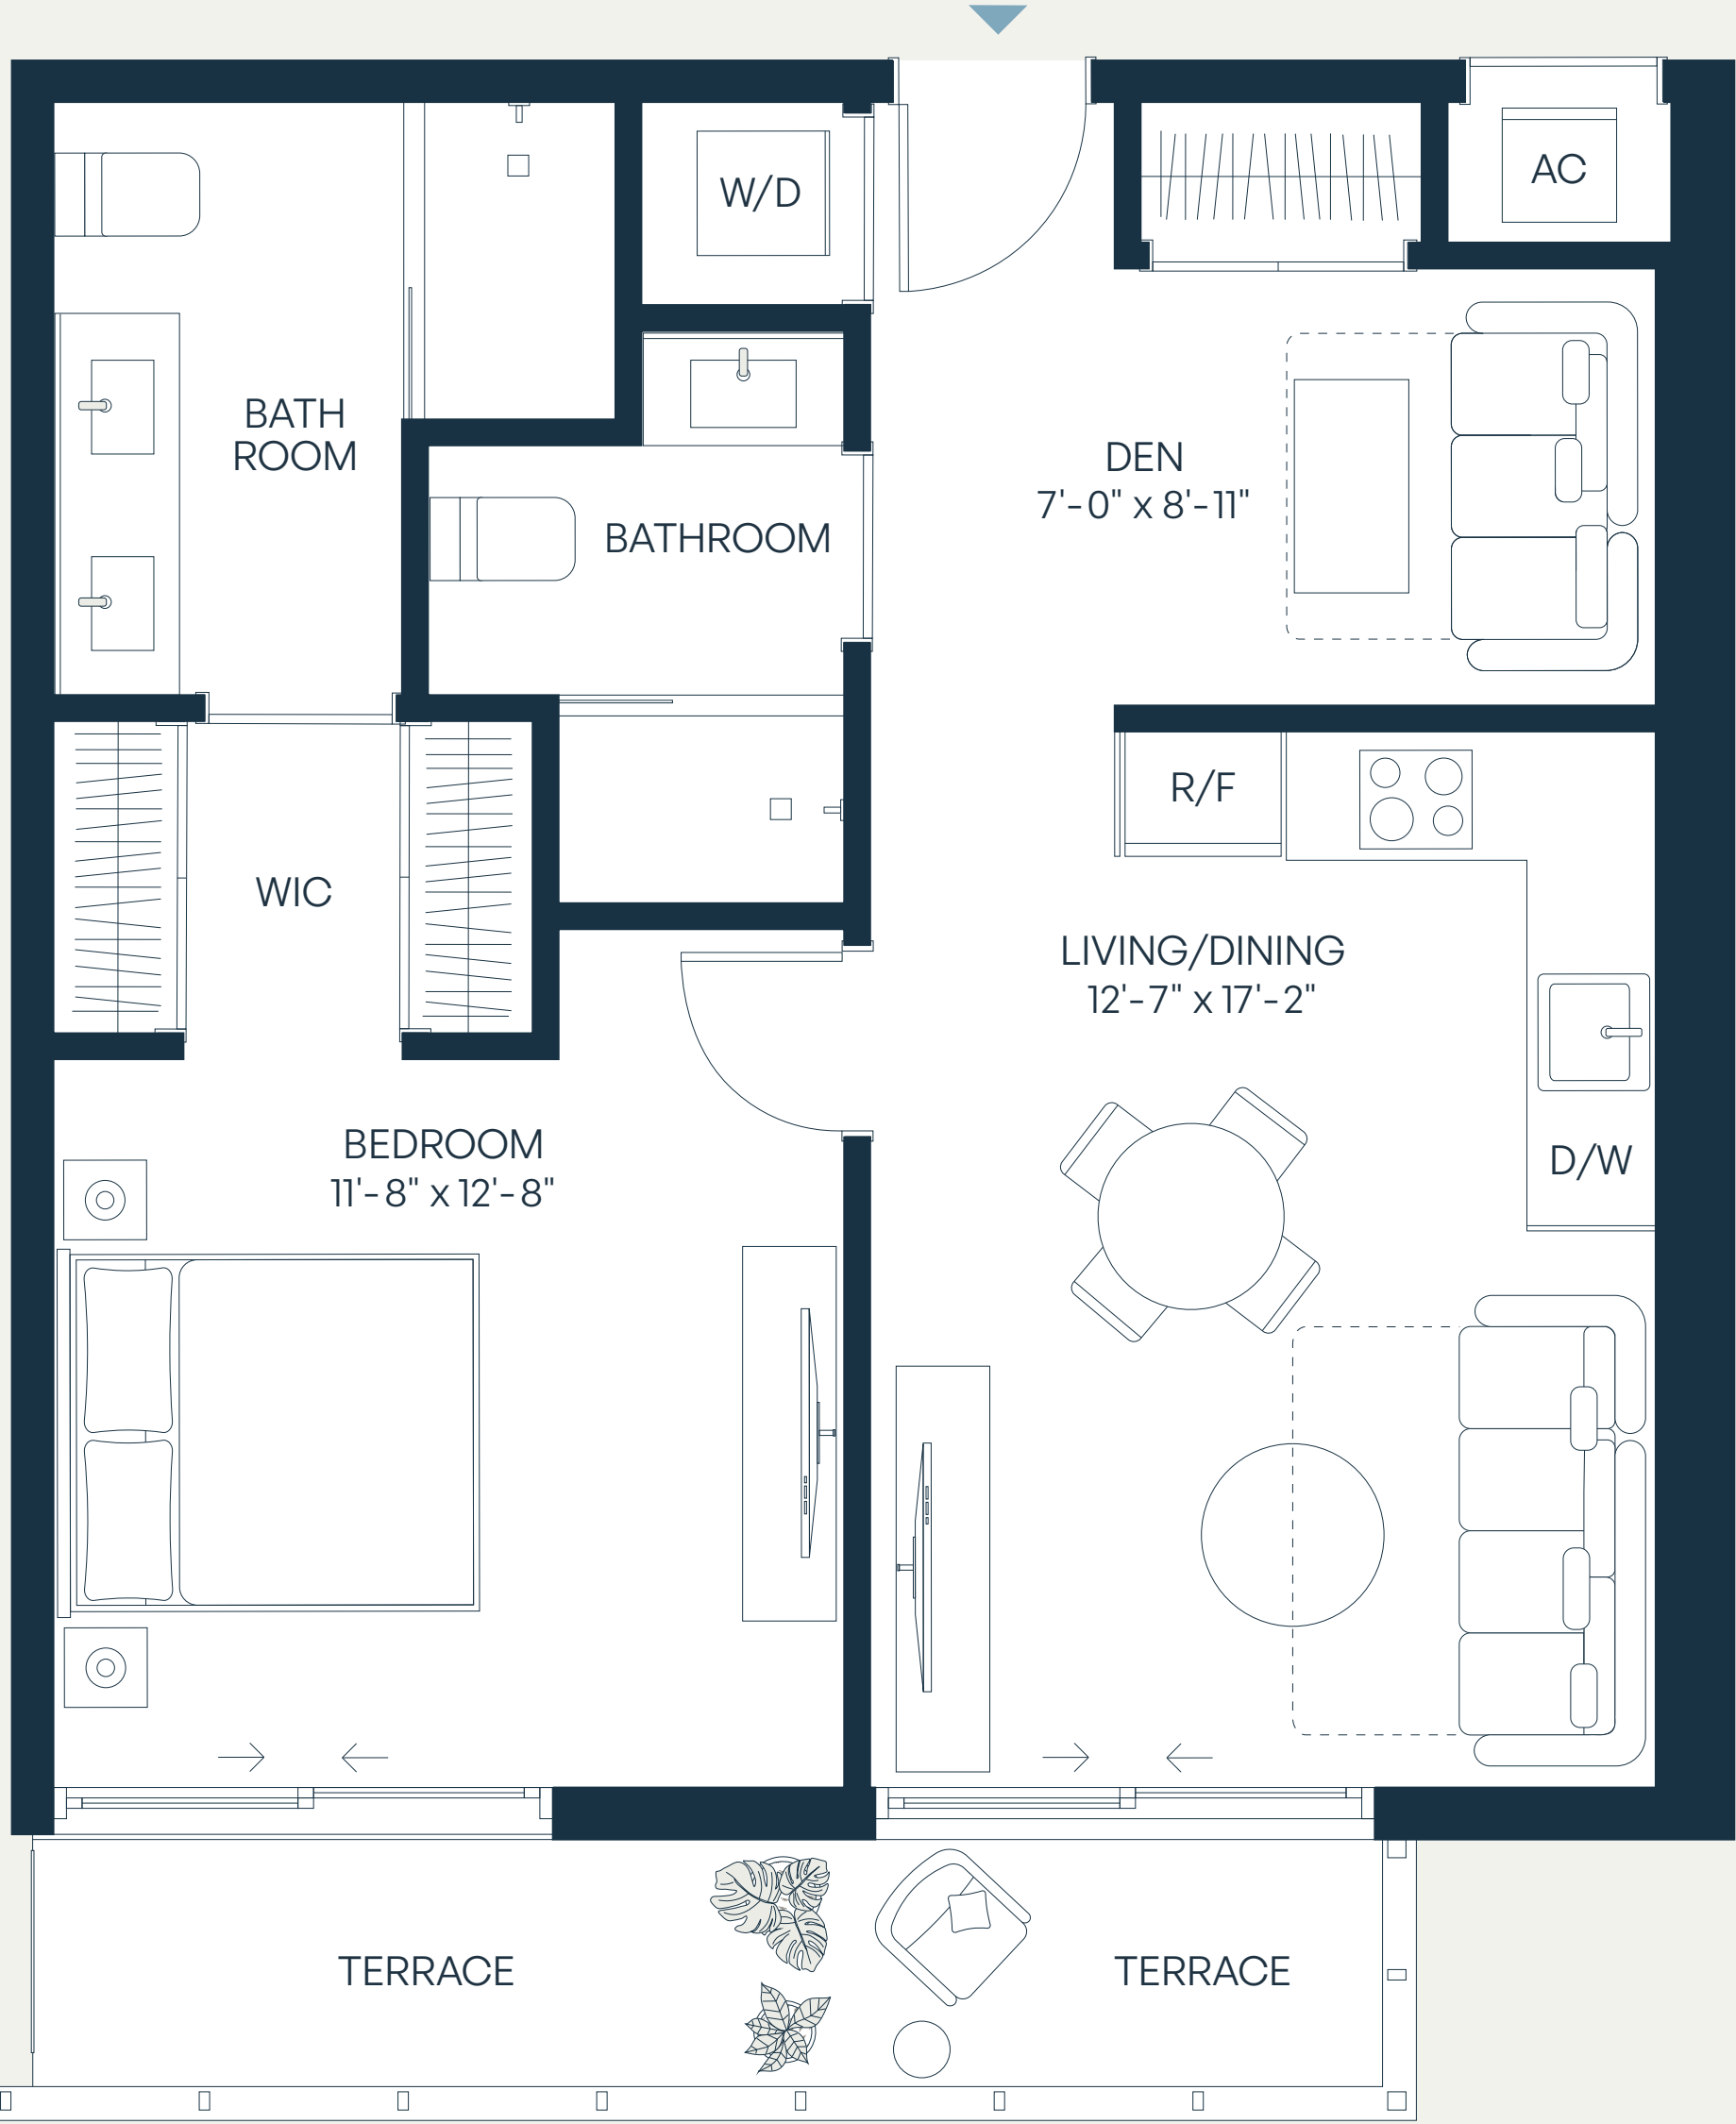 W/D
AC
BATH
ROOM
DEN
7'-0" x 8'-11"
BATHROOM
R/F
WIC
LIVING/DINING
12'-7" x 17'-2"
BEDROOM
11'-8" x 12'-8"
D/W
TERRACE
TERRACE